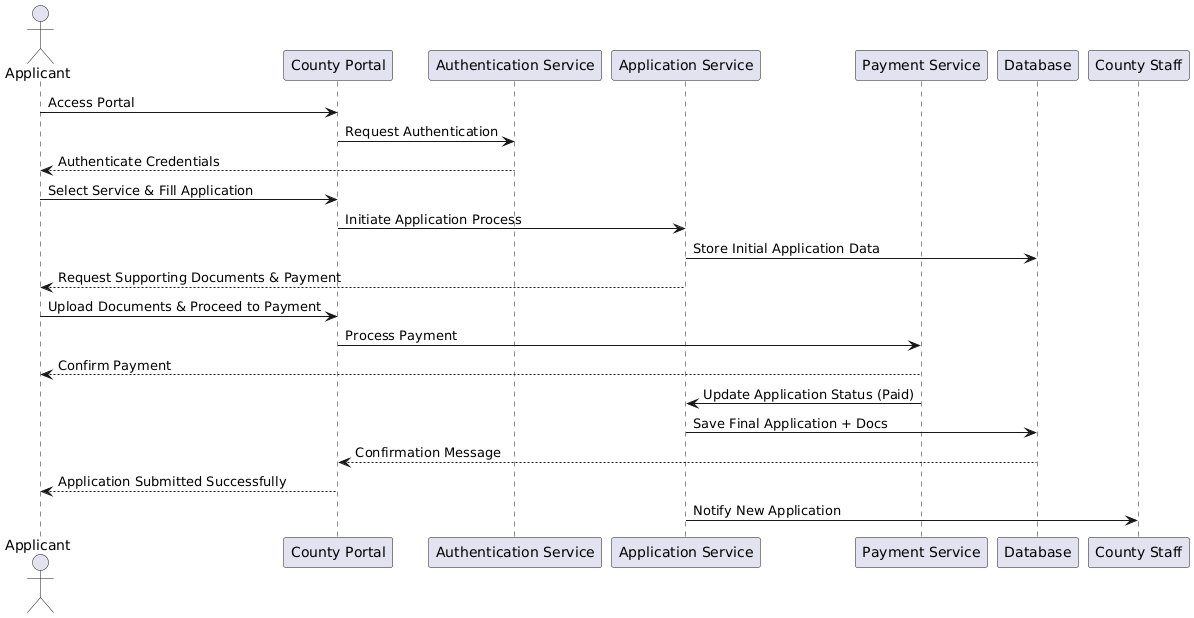 Applicant
County Portal
Authentication Service
Application Service
Payment Service
Database
County Staff
Access Portal
Request Authentication
Authenticate Credentials
Select Service & Fill Application
Initiate Application Process
Store Initial Application Data
Request Supporting Documents & Payment
Upload Documents & Proceed to Payment
Process Payment
Confirm Payment
Update Application Status (Paid)
Save Final Application + Docs
Confirmation Message
Application Submitted Successfully
Notify New Application
Applicant
County Portal
Authentication Service
Application Service
Payment Service
Database
County Staff